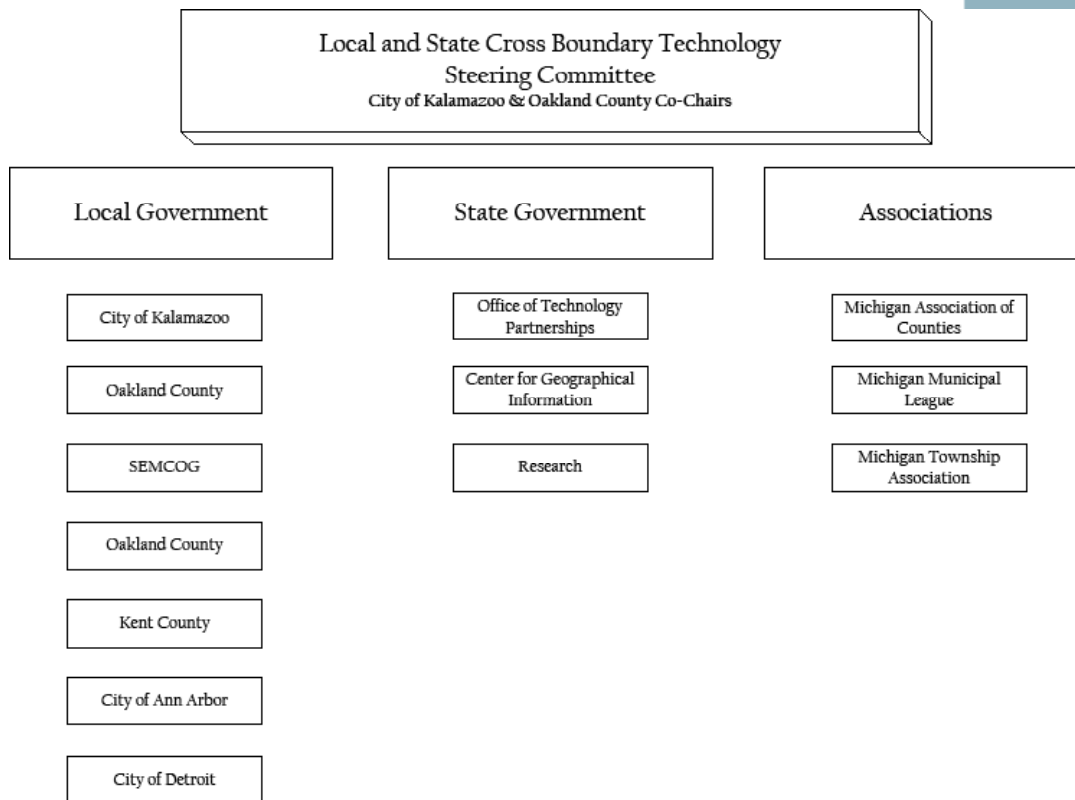 Local and State Cross Boundary Technology
Steering Committee
City of Kalamazoo & Oakland County Co-Chairs
Local Government
State Government
Associations
City of Kalamazoo
Oakland County
SEMCOG
Oakland County
Kent County
City of Ann Arbor
City of Detroit
Office of Technology
Partnerships
Center for Geographical
Information
Research
Michigan Association of
Counties
Michigan Municipal
League
Michigan Township
Association